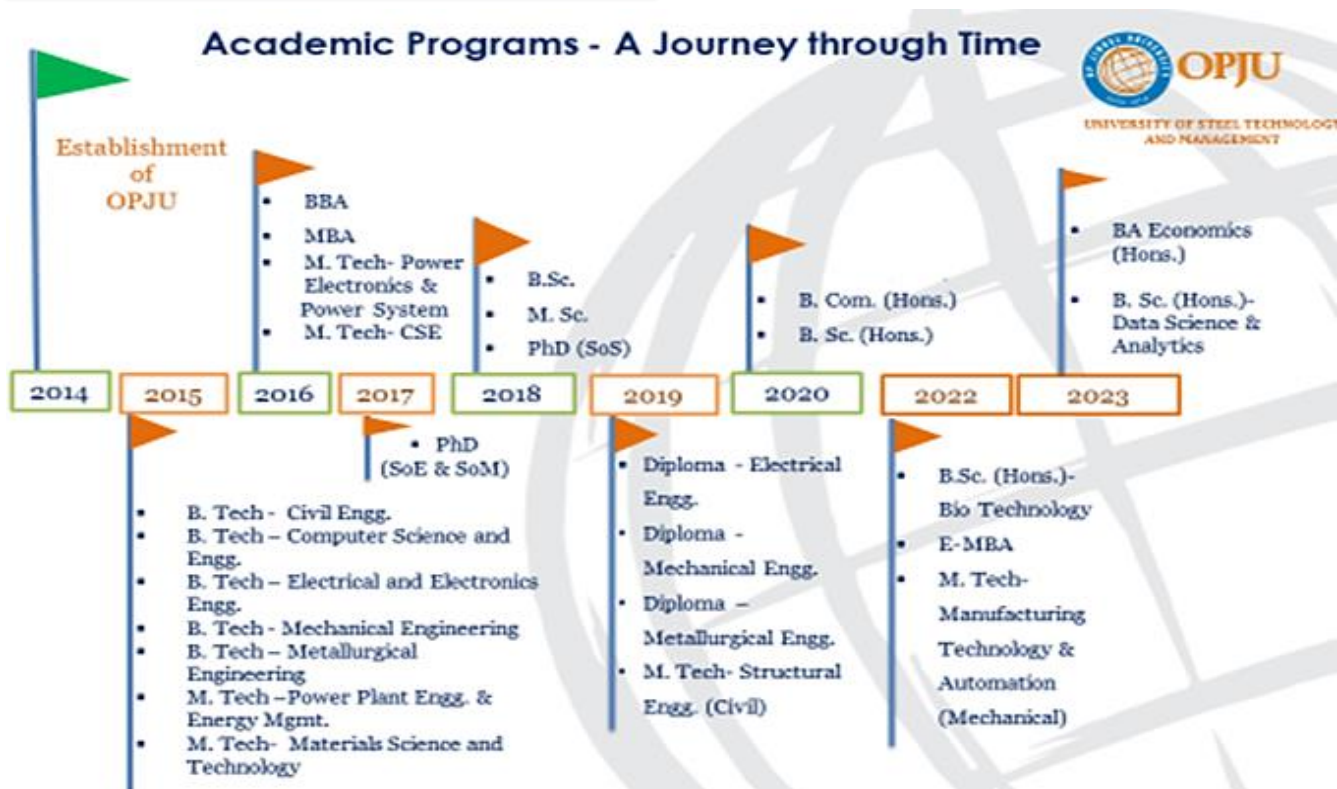 Academic Programs - A Journey through Time
OP JINDAL UNIVERSITY
OPJU
UNIVERSITY OF STEEL TECHNOLOGY
AND MANAGEMENT
Establishment
of
OPJU
▪ BBA
▪ MBA
▪ M. Tech- Power
Electronics &
Power System
▪ M. Tech- CSE
▪ B.Sc.
▪ M. Sc.
▪ PhD (SoS)
▪ B. Com. (Hons.)
▪ B. Sc. (Hons.)
▪ BA Economics
(Hons.)
▪ B. Sc. (Hons.)-
Data Science &
Analytics
2014
2015
2016
2017
2018
2019
2020
2022
2023
▪ B. Tech - Civil Engg.
▪ B. Tech – Computer Science and
Engg.
▪ B. Tech – Electrical and Electronics
Engg.
▪ B. Tech - Mechanical Engineering
▪ B. Tech – Metallurgical
Engineering
▪ M. Tech –Power Plant Engg. &
Energy Mgmt.
▪ M. Tech- Materials Science and
Technology
• PhD
(SoE & SoM)
• Diploma - Electrical
Engg.
• Diploma -
Mechanical Engg.
• Diploma –
Metallurgical Engg.
• M. Tech- Structural
Engg. (Civil)
▪ B.Sc. (Hons.)-
Bio Technology
▪ E-MBA
▪ M. Tech-
Manufacturing
Technology &
Automation
(Mechanical)